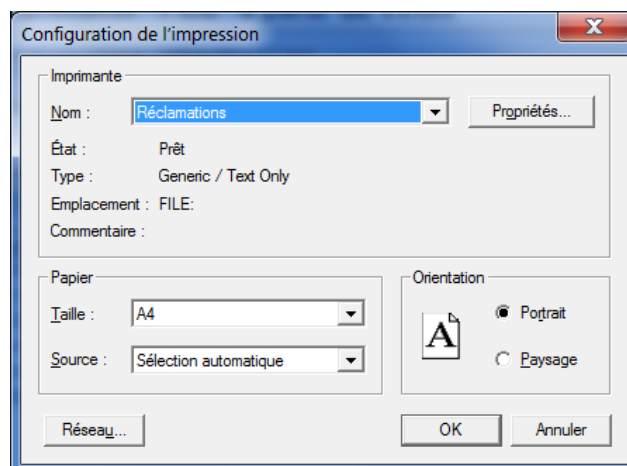 Configuration de l'impression
Imprimante
Nom : Réclamations Propriétés...
État : Prêt
Type : Generic / Text Only
Emplacement : FILE:
Commentaire :
Papier
Taille : A4
Source : Sélection automatique
Orientation
A
Portrait
Paysage
Réseau... OK Annuler